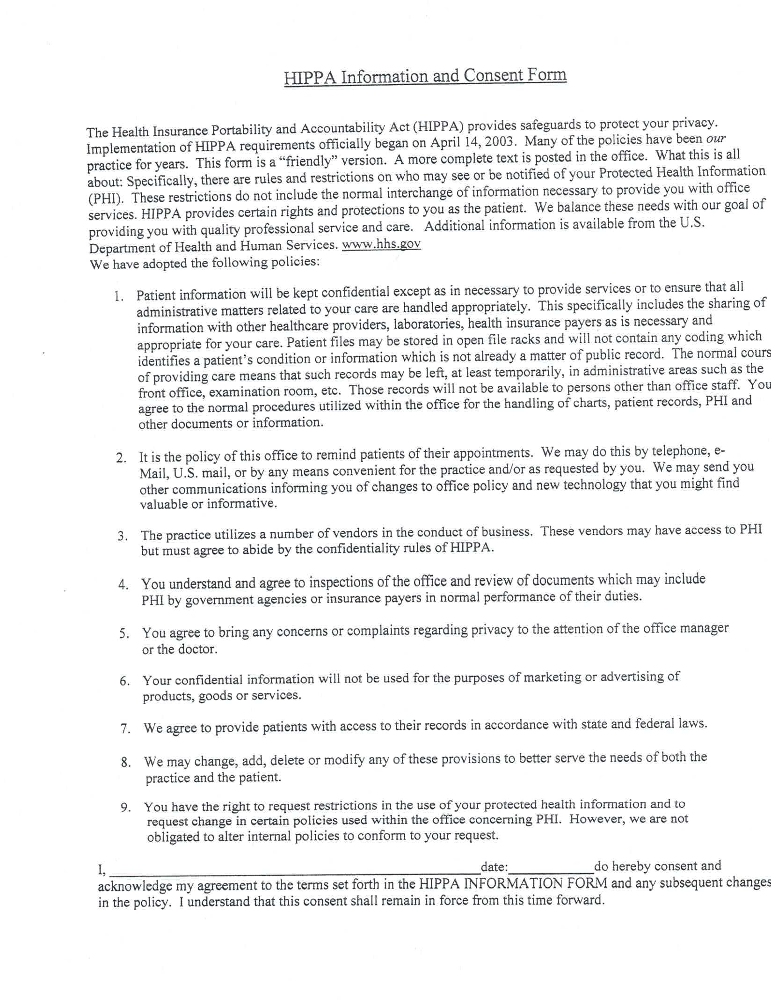 HIPPA Information and Consent Form
The Health Insurance Portability and Accountability Act (HIPPA) provides safeguards to protect your privacy.
Implementation of HIPPA requirements officially began on April 14, 2003. Many of the policies have been our
practice for years. This form is a “friendly” version. A more complete text is posted in the office. What this is all
about: Specifically, there are rules and restrictions on who may see or be notified of your Protected Health Information
(PHI). These restrictions do not include the normal interchange of information necessary to provide you with office
services. HIPPA provides certain rights and protections to you as the patient. We balance these needs with our goal of
providing you with quality professional service and care. Additional information is available from the U.S.
Department of Health and Human Services. www.hhs.gov
We have adopted the following policies:
1. Patient information will be kept confidential except as in necessary to provide services or to ensure that all
administrative matters related to your care are handled appropriately. This specifically includes the sharing of
information with other healthcare providers, laboratories, health insurance payers as is necessary and
appropriate for your care. Patient files may be stored in open file racks and will not contain any coding which
identifies a patient’s condition or information which is not already a matter of public record. The normal cours
of providing care means that such records may be left, at least temporarily, in administrative areas such as the
front office, examination room, etc. Those records will not be available to persons other than office staff. You
agree to the normal procedures utilized within the office for the handling of charts, patient records, PHI and
other documents or information.
2. It is the policy of this office to remind patients of their appointments. We may do this by telephone, e-
Mail, U.S. mail, or by any means convenient for the practice and/or as requested by you. We may send you
other communications informing you of changes to office policy and new technology that you might find
valuable or informative.
3. The practice utilizes a number of vendors in the conduct of business. These vendors may have access to PHI
but must agree to abide by the confidentiality rules of HIPPA.
4. You understand and agree to inspections of the office and review of documents which may include
PHI by government agencies or insurance payers in normal performance of their duties.
5. You agree to bring any concerns or complaints regarding privacy to the attention of the office manager
or the doctor.
6. Your confidential information will not be used for the purposes of marketing or advertising of
products, goods or services.
7. We agree to provide patients with access to their records in accordance with state and federal laws.
8. We may change, add, delete or modify any of these provisions to better serve the needs of both the
practice and the patient.
9. You have the right to request restrictions in the use of your protected health information and to
request change in certain policies used within the office concerning PHI. However, we are not
obligated to alter internal policies to conform to your request.
I, ____________________ date:__________do hereby consent and
acknowledge my agreement to the terms set forth in the HIPPA INFORMATION FORM and any subsequent changes
in the policy. I understand that this consent shall remain in force from this time forward.